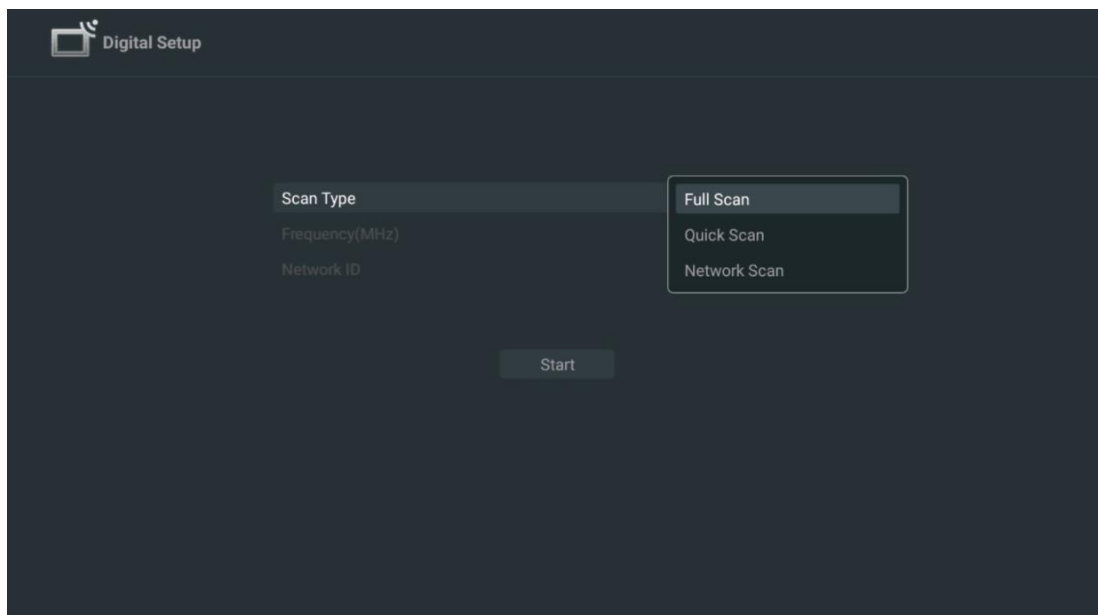 Digital Setup
Scan Type
Full Scan
Frequency(MHz)
Quick Scan
Network ID
Network Scan
Start